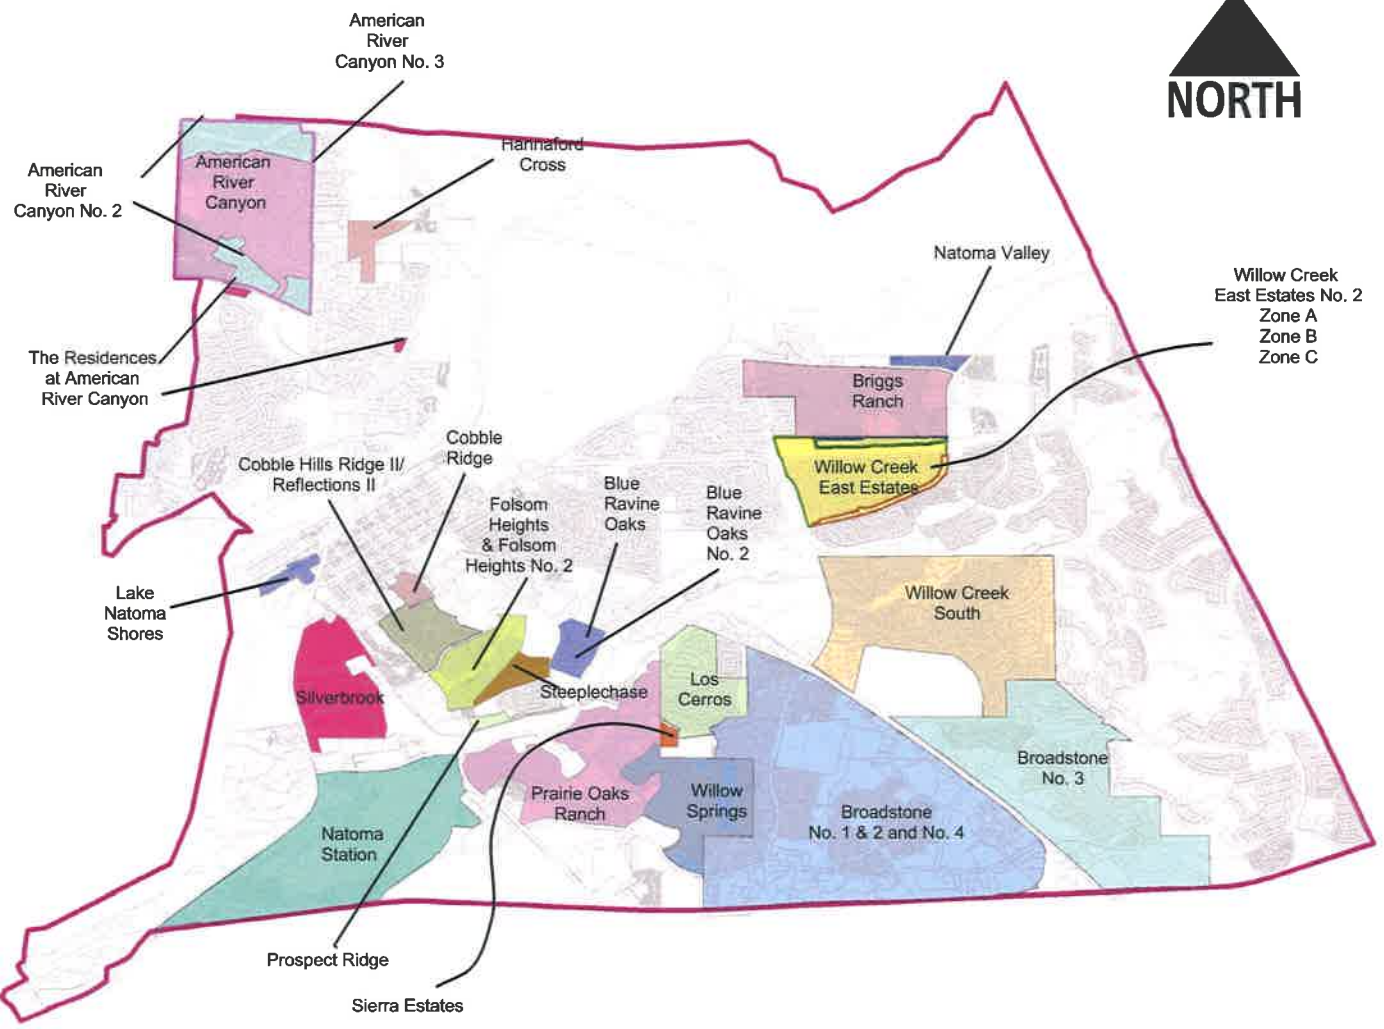 American
River
Canyon No. 3
NORTH
Hannaford
Cross
American
River
Canyon
American
River
Canyon No. 2
Natoma Valley
Willow Creek
East Estates No. 2
Zone A
Zone B
Zone C
The Residences
at American
River Canyon
Briggs
Ranch
Cobble
Ridge
Cobble Hills Ridge II/
Reflections II
Willow Creek
East Estates
Blue
Ravine
Oaks
Blue
Ravine
Oaks
No. 2
Folsom
Heights
& Folsom
Heights No. 2
Lake
Natoma
Shores
Willow Creek
South
Silverbrook
Steeplechase
Los
Cerros
Broadstone
No. 3
Prairie Oaks
Ranch
Willow
Springs
Broadstone
No. 1 & 2 and No. 4
Natoma
Station
Prospect Ridge
Sierra Estates